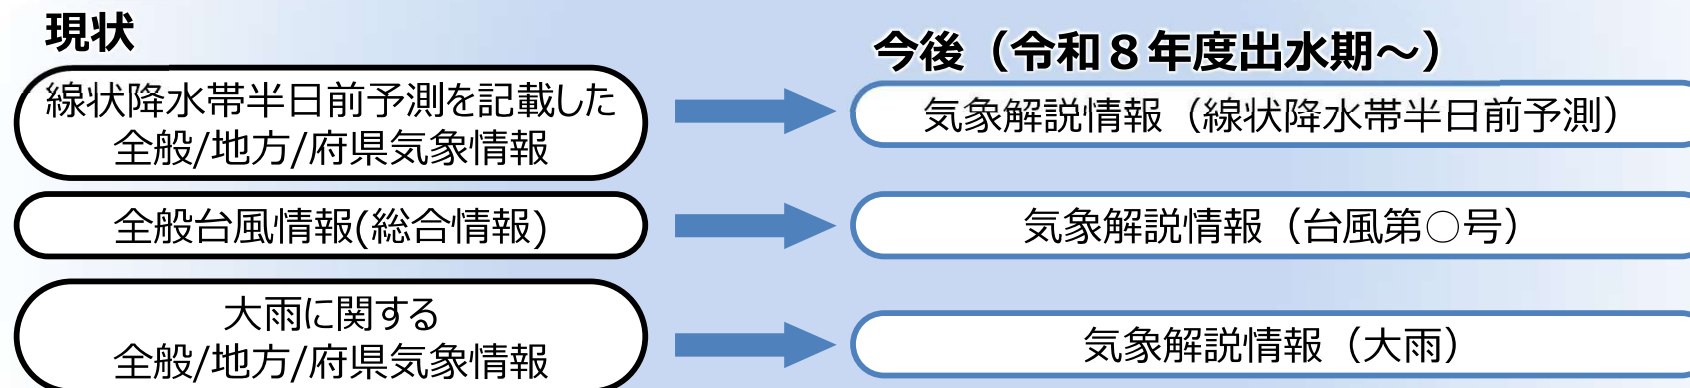 現状
今後（令和８年度出水期～）
線状降水帯半日前予測を記載した
全般/地方/府県気象情報
気象解説情報（線状降水帯半日前予測）
全般台風情報(総合情報)
気象解説情報（台風第○号）
大雨に関する
全般/地方/府県気象情報
気象解説情報（大雨）